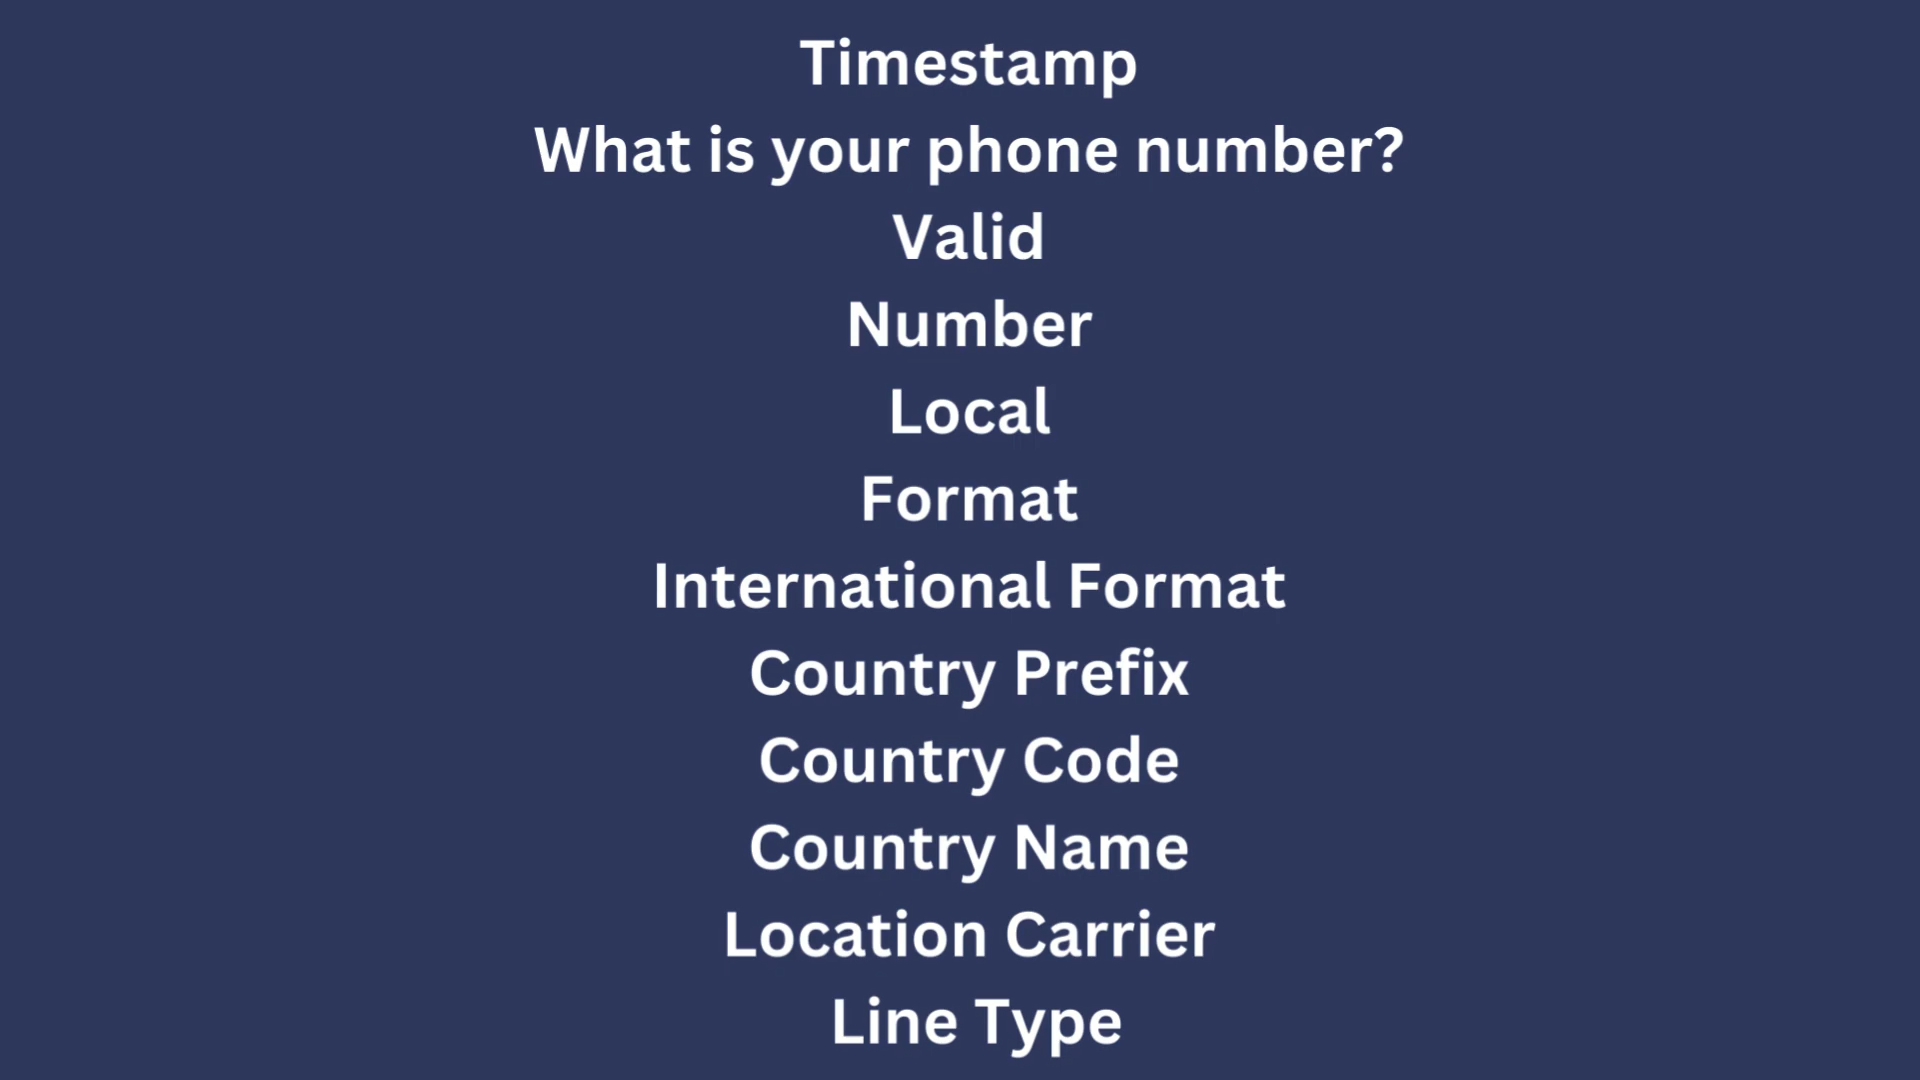 Timestamp
What is your phone number?
Valid
Number
Local
Format
International Format
Country Prefix
Country Code
Country Name
Location Carrier
Line Type